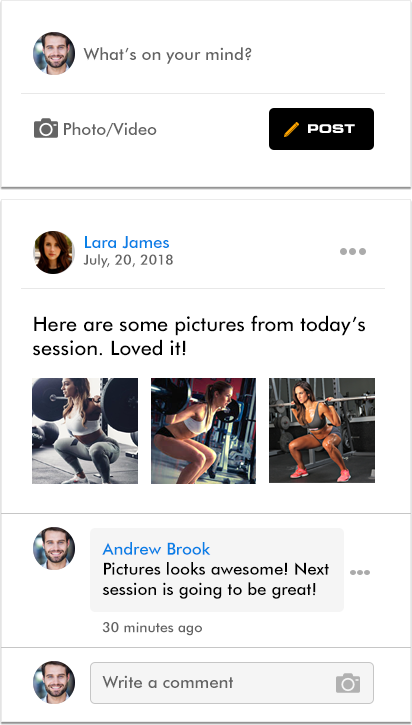 What's on your mind?
Photo/Video
POST
Lara James
July, 20, 2018
Here are some pictures from today's
session. Loved it!
Andrew Brook
Pictures looks awesome! Next
session is going to be great!
30 minutes ago
Write a comment